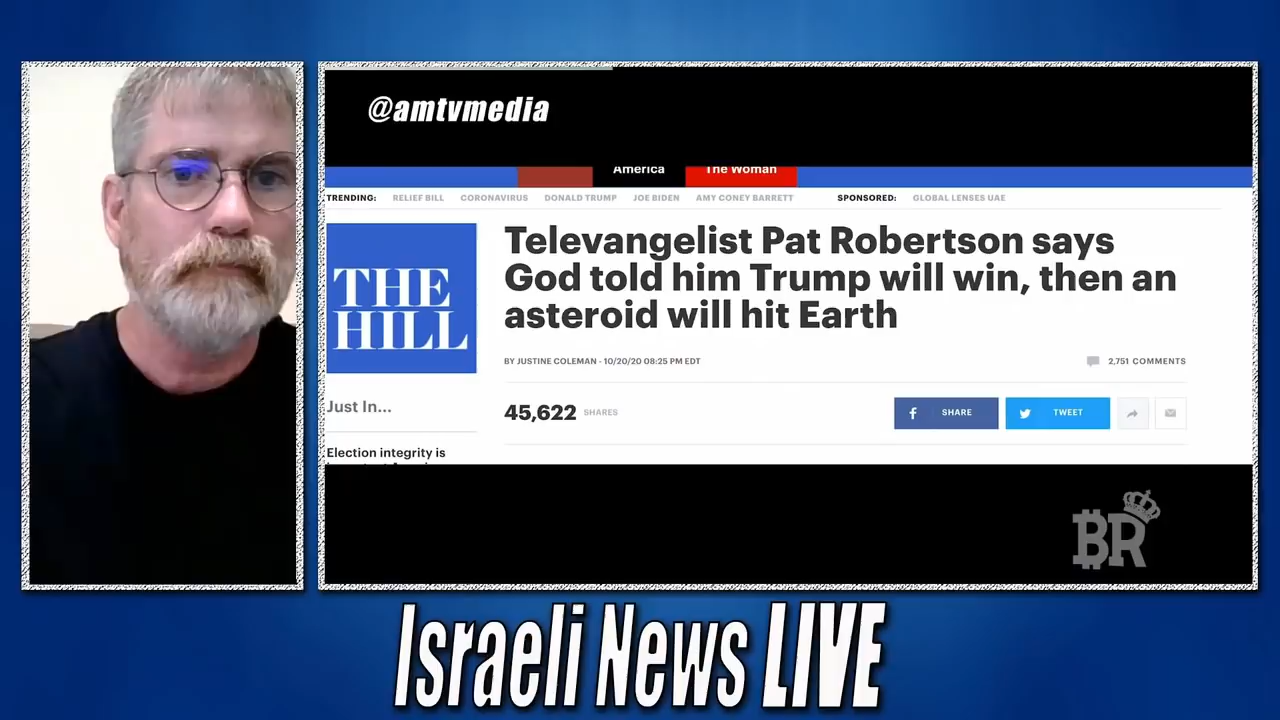 @amtvmedia
America
The Woman
TRENDING: RELIEF BILL CORONAVIRUS DONALD TRUMP JOE BIDEN AMY CONEY BARRETT SPONSORED: GLOBAL LENSES UAE
THE
HILL
Televangelist Pat Robertson says
God told him Trump will win, then an
asteroid will hit Earth
BY JUSTINE COLEMAN - 10/20/20 08:25 PM EDT
2,751 COMMENTS
Just In...
45,622 SHARES
SHARE
TWEET
Election integrity is
BR
Israeli News LIVE